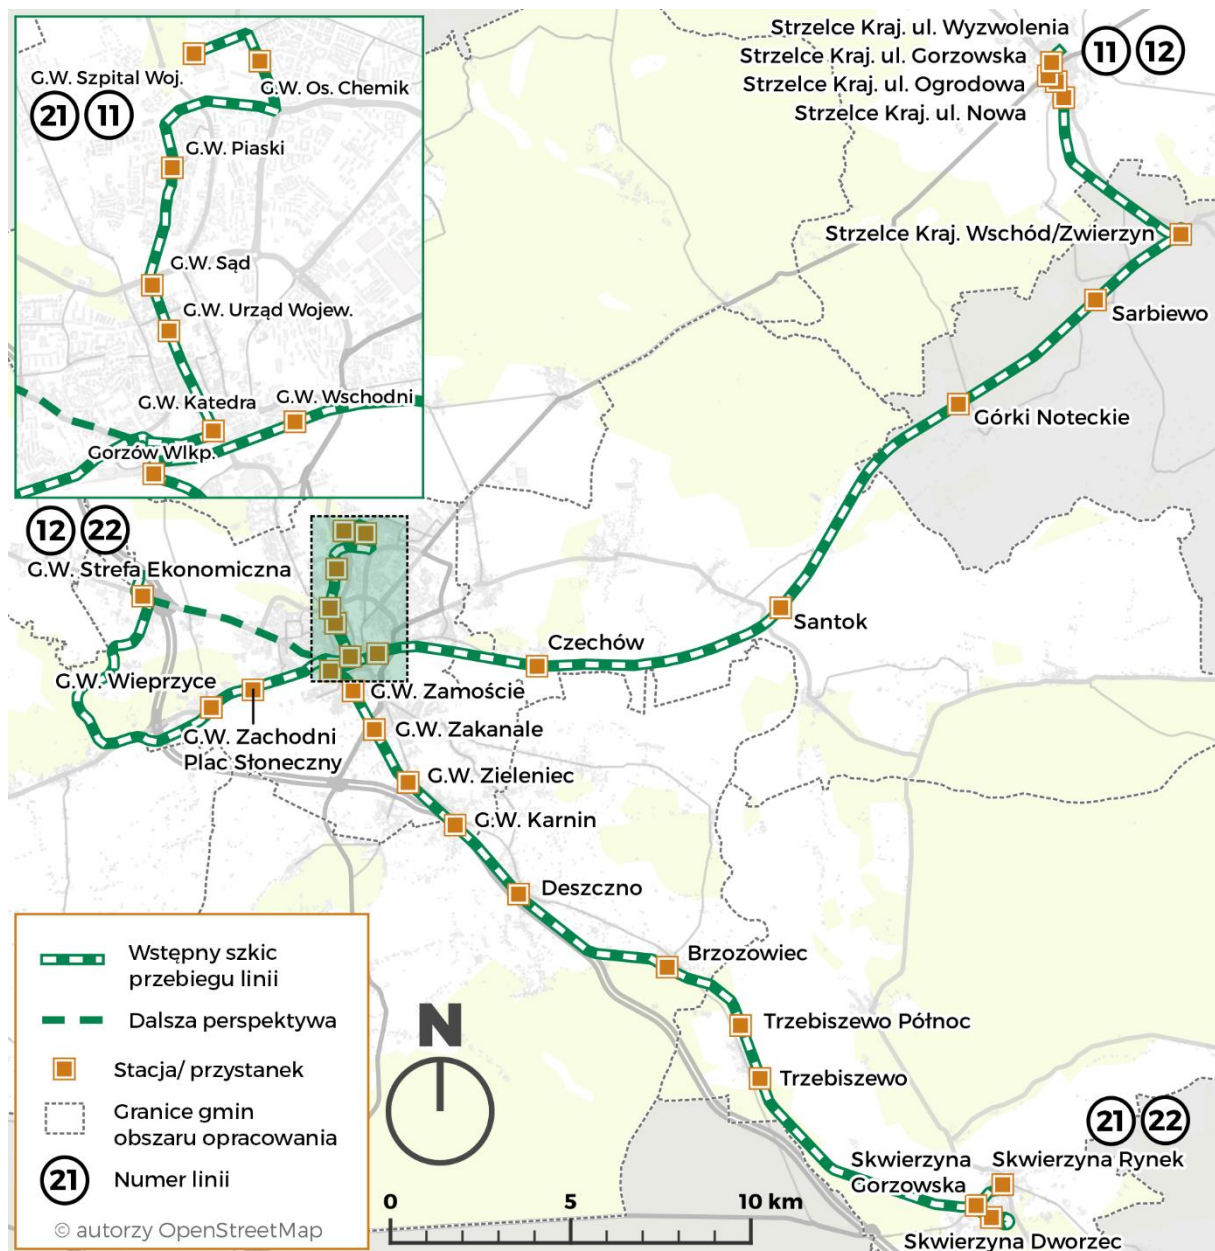 G.W. Szpital Woj.
21 11
G.W. Os. Chemik
G.W. Piaski
G.W. Sąd
G.W. Urząd Wojew.
G.W. Katedra
G.W. Wschodni
Gorzów Wlkp.
Strzelce Kraj. ul. Wyzwolenia
Strzelce Kraj. ul. Gorzowska
Strzelce Kraj. ul. Ogrodowa
Strzelce Kraj. ul. Nowa
11 12
Strzelce Kraj. Wschód/Zwierzyn
Sarbiewo
Górki Noteckie
Santok
Czechów
12 22
G.W. Strefa Ekonomiczna
G.W. Wieprzyce
G.W. Zachodni
Plac Słoneczny
G.W. Zamoście
G.W. Zakanale
G.W. Zieleniec
G.W. Karnin
Deszczno
Brzozowiec
Trzebiszewo Północ
Trzebiszewo
21 22
Skwierzyna
Gorzowska
Skwierzyna Rynek
Skwierzyna Dworzec
Wstępny szkic
przebiegu linii
Dalsza perspektywa
Stacja/ przystanek
Granice gmin
obszaru opracowania
21 Numer linii
© autorzy OpenStreetMap
N
0 5 10 km